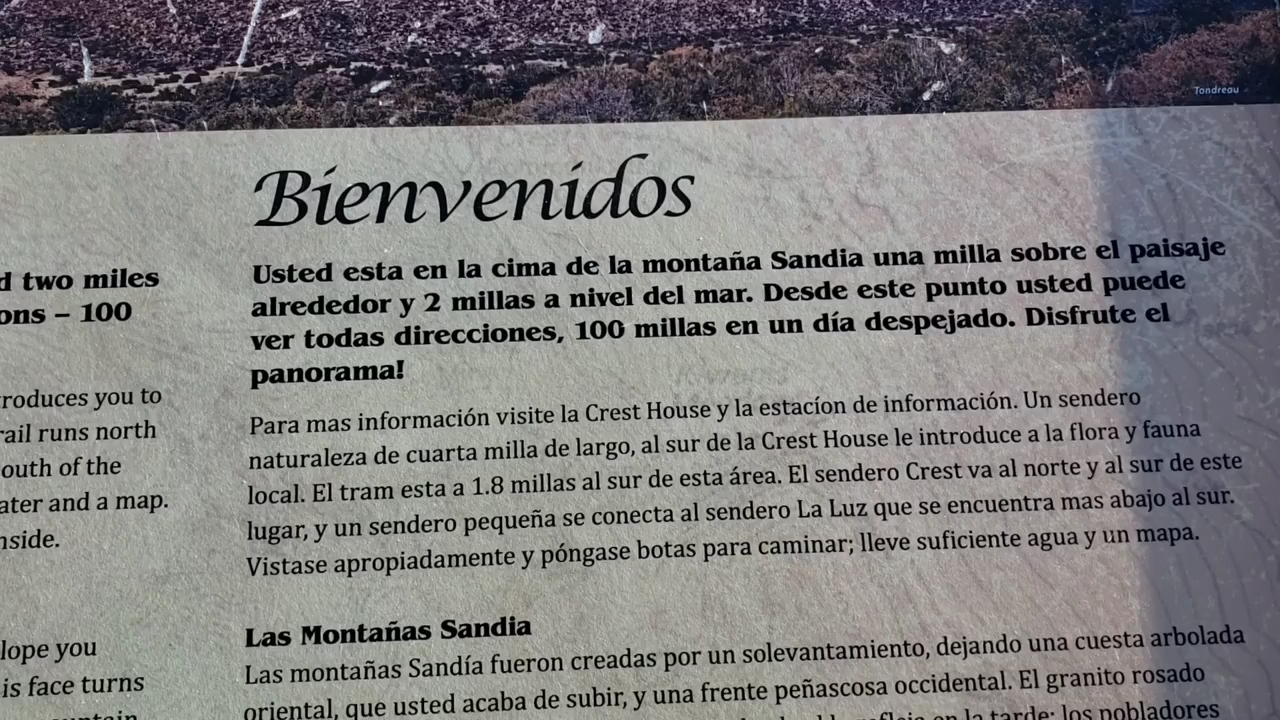 Tondreau
Bienvenidos
d two miles
ons – 100
Usted esta en la cima de la montaña Sandia una milla sobre el paisaje
alrededor y 2 millas a nivel del mar. Desde este punto usted puede
ver todas direcciones, 100 millas en un día despejado. Disfrute el
panorama!
troduces you to
rail runs north
outh of the
ater and a map.
nside.
Para mas información visite la Crest House y la estacíon de información. Un sendero
naturaleza de cuarta milla de largo, al sur de la Crest House le introduce a la flora y fauna
local. El tram esta a 1.8 millas al sur de esta área. El sendero Crest va al norte y al sur de este
lugar, y un sendero pequeña se conecta al sendero La Luz que se encuentra mas abajo al sur.
Vistase apropiadamente y póngase botas para caminar; lleve suficiente agua y un mapa.
lope you
is face turns
Las Montañas Sandia
Las montañas Sandía fueron creadas por un solevantamiento, dejando una cuesta arbolada
oriental, que usted acaba de subir, y una frente peñascosa occidental. El granito rosado
en la tarde; los pobladores